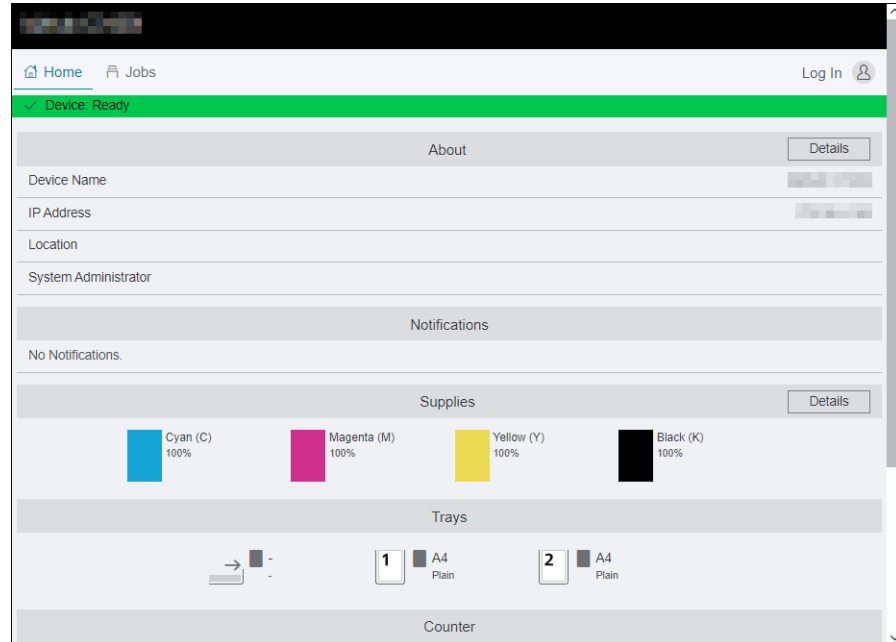 Home Jobs Log In
Device: Ready
About Details
Device Name
IP Address
Location
System Administrator
Notifications
No Notifications.
Supplies Details
Cyan (C) Magenta (M) Yellow (Y) Black (K)
100% 100% 100% 100%
Trays
- 1 A4 2 A4
- Plain Plain
Counter